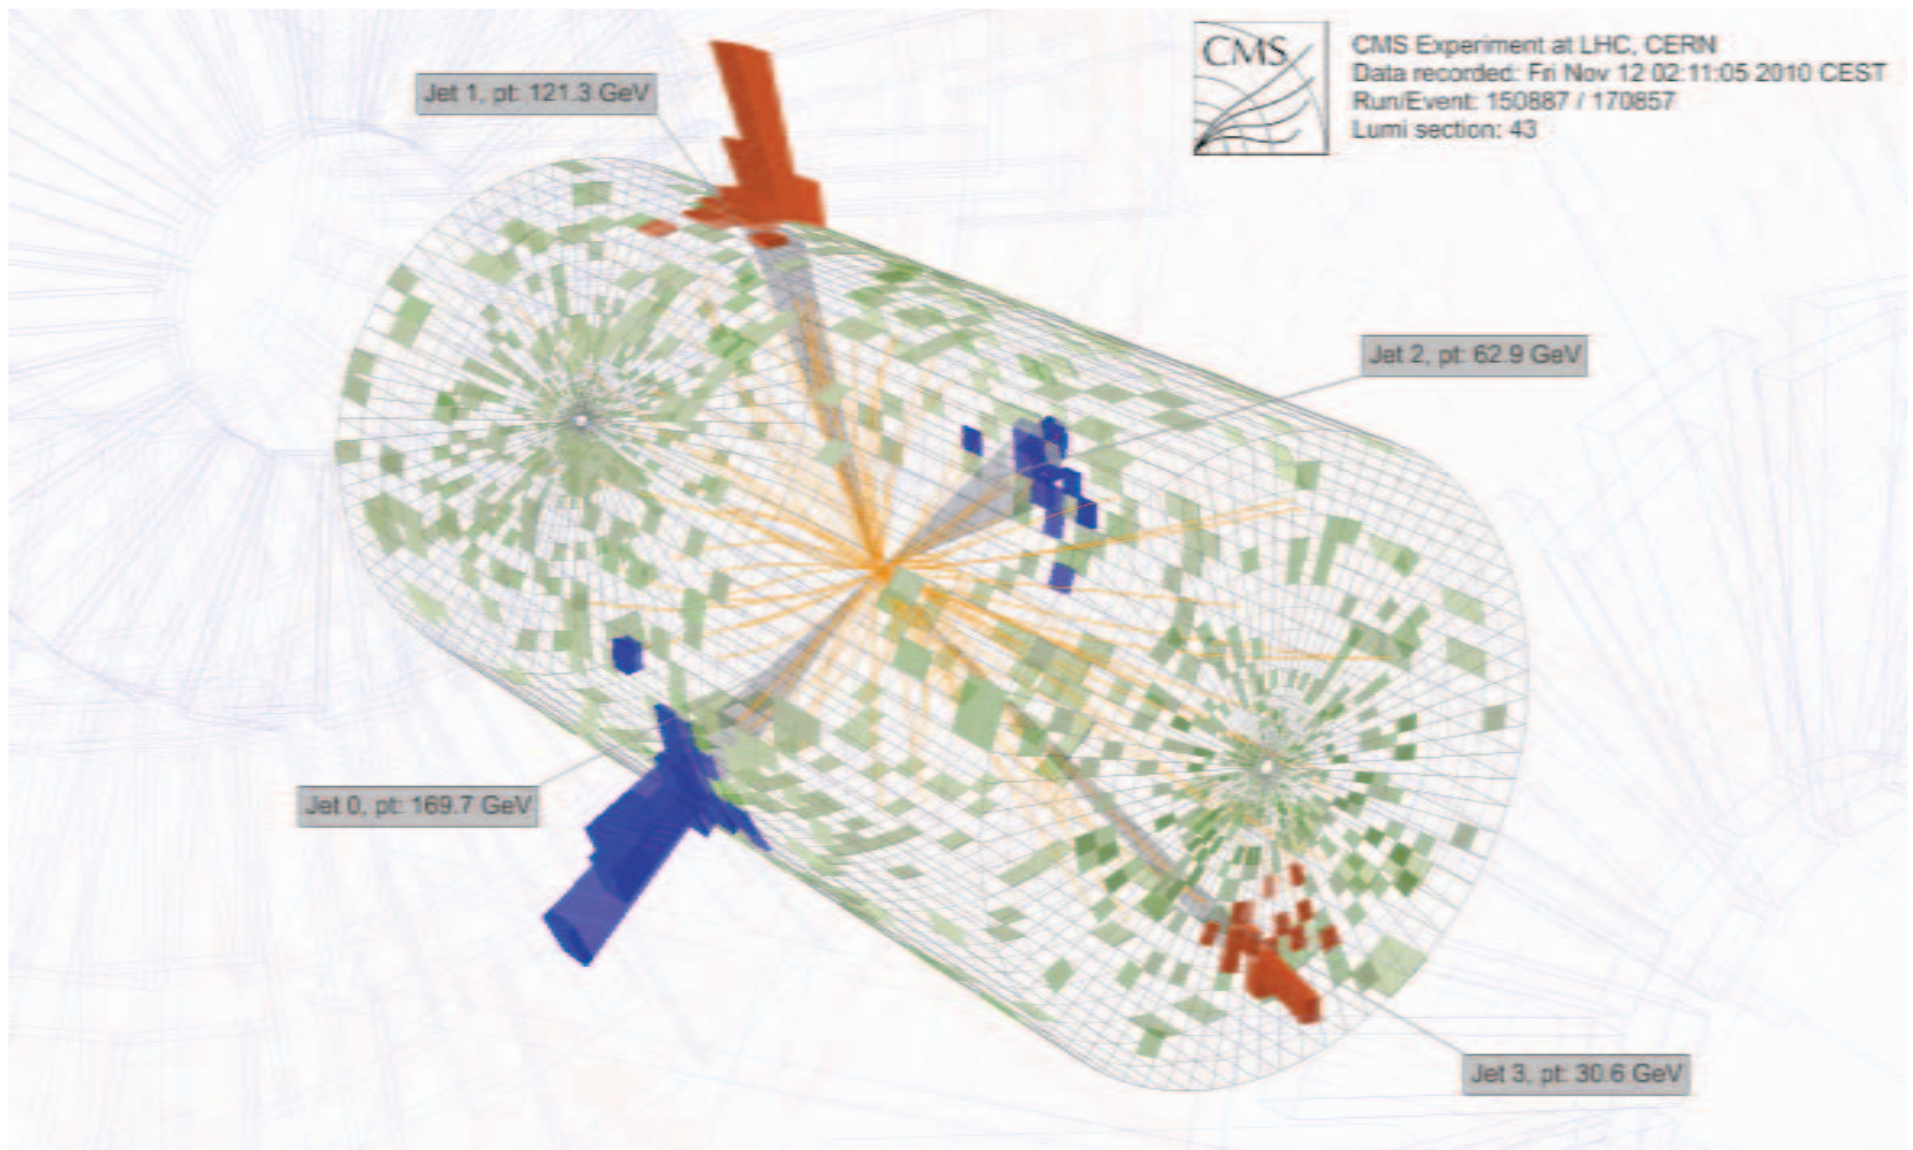 CMS
CMS Experiment at LHC, CERN
Data recorded: Fri Nov 12 02:11:05 2010 CEST
Run/Event: 150887 / 170857
Lumi section: 43
Jet 1, pt: 121.3 GeV
Jet 2, pt: 62.9 GeV
Jet 0, pt: 169.7 GeV
Jet 3, pt: 30.6 GeV